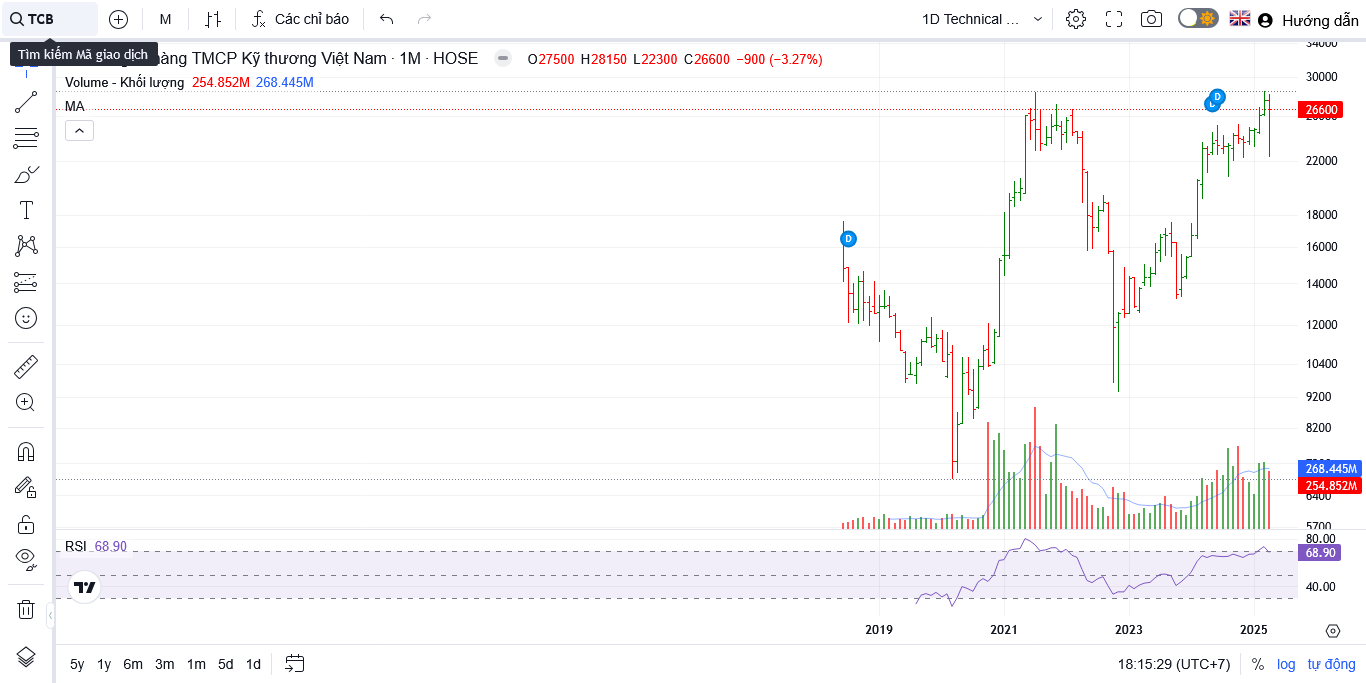 TCB
M
Các chỉ báo
1D Technical ...
Hướng dẫn
Tìm kiếm Mã giao dịch
hàng TMCP Kỹ thương Việt Nam · 1M · HOSE
O27500 H28150 L22300 C26600 −900 (−3.27%)
Volume - Khối lượng 254.852M 268.445M
MA
34000
30000
26600
22000
18000
16000
14000
12000
10400
9200
8200
268.445M
254.852M
6400
5700
D
D
L
RSI 68.90
80.00
68.90
40.00
2019 2021 2023 2025
5y 1y 6m 3m 1m 5d 1d
18:15:29 (UTC+7) % log tự động